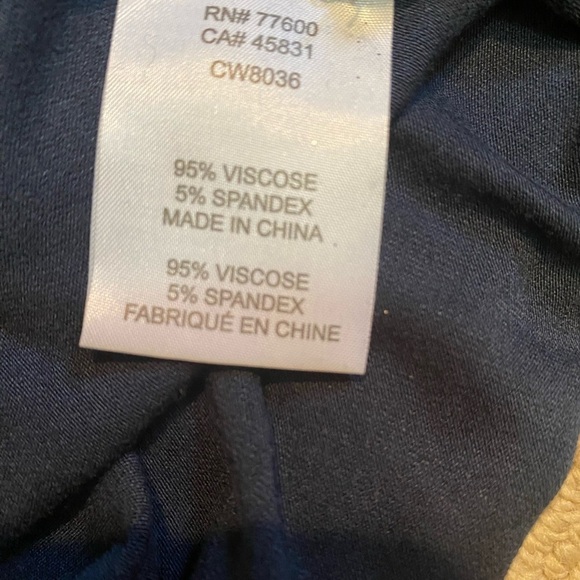 RN# 77600
CA# 45831
CW8036
95% VISCOSE
5% SPANDEX
MADE IN CHINA
95% VISCOSE
5% SPANDEX
FABRIQUÉ EN CHINE